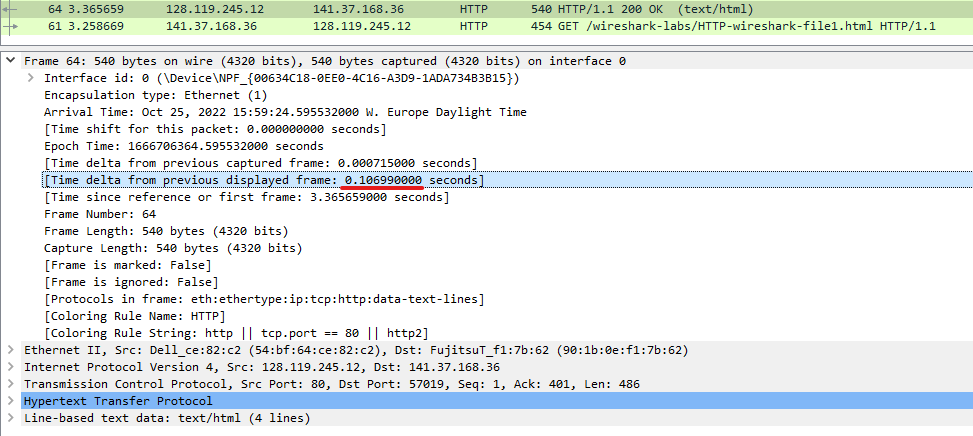 64 3.365659 128.119.245.12 141.37.168.36 HTTP 540 HTTP/1.1 200 OK (text/html)
61 3.258669 141.37.168.36 128.119.245.12 HTTP 454 GET /wireshark-labs/HTTP-wireshark-file1.html HTTP/1.1
Frame 64: 540 bytes on wire (4320 bits), 540 bytes captured (4320 bits) on interface 0
Interface id: 0 (\Device\NPF_{00634C18-0EE0-4C16-A3D9-1ADA734B3B15})
Encapsulation type: Ethernet (1)
Arrival Time: Oct 25, 2022 15:59:24.595532000 W. Europe Daylight Time
[Time shift for this packet: 0.000000000 seconds]
Epoch Time: 1666706364.595532000 seconds
[Time delta from previous captured frame: 0.000715000 seconds]
[Time delta from previous displayed frame: 0.106990000 seconds]
[Time since reference or first frame: 3.365659000 seconds]
Frame Number: 64
Frame Length: 540 bytes (4320 bits)
Capture Length: 540 bytes (4320 bits)
[Frame is marked: False]
[Frame is ignored: False]
[Protocols in frame: eth:ethertype:ip:tcp:http:data-text-lines]
[Coloring Rule Name: HTTP]
[Coloring Rule String: http || tcp.port == 80 || http2]
Ethernet II, Src: Dell_ce:82:c2 (54:bf:64:ce:82:c2), Dst: FujitsuT_f1:7b:62 (90:1b:0e:f1:7b:62)
Internet Protocol Version 4, Src: 128.119.245.12, Dst: 141.37.168.36
Transmission Control Protocol, Src Port: 80, Dst Port: 57019, Seq: 1, Ack: 401, Len: 486
Hypertext Transfer Protocol
Line-based text data: text/html (4 lines)